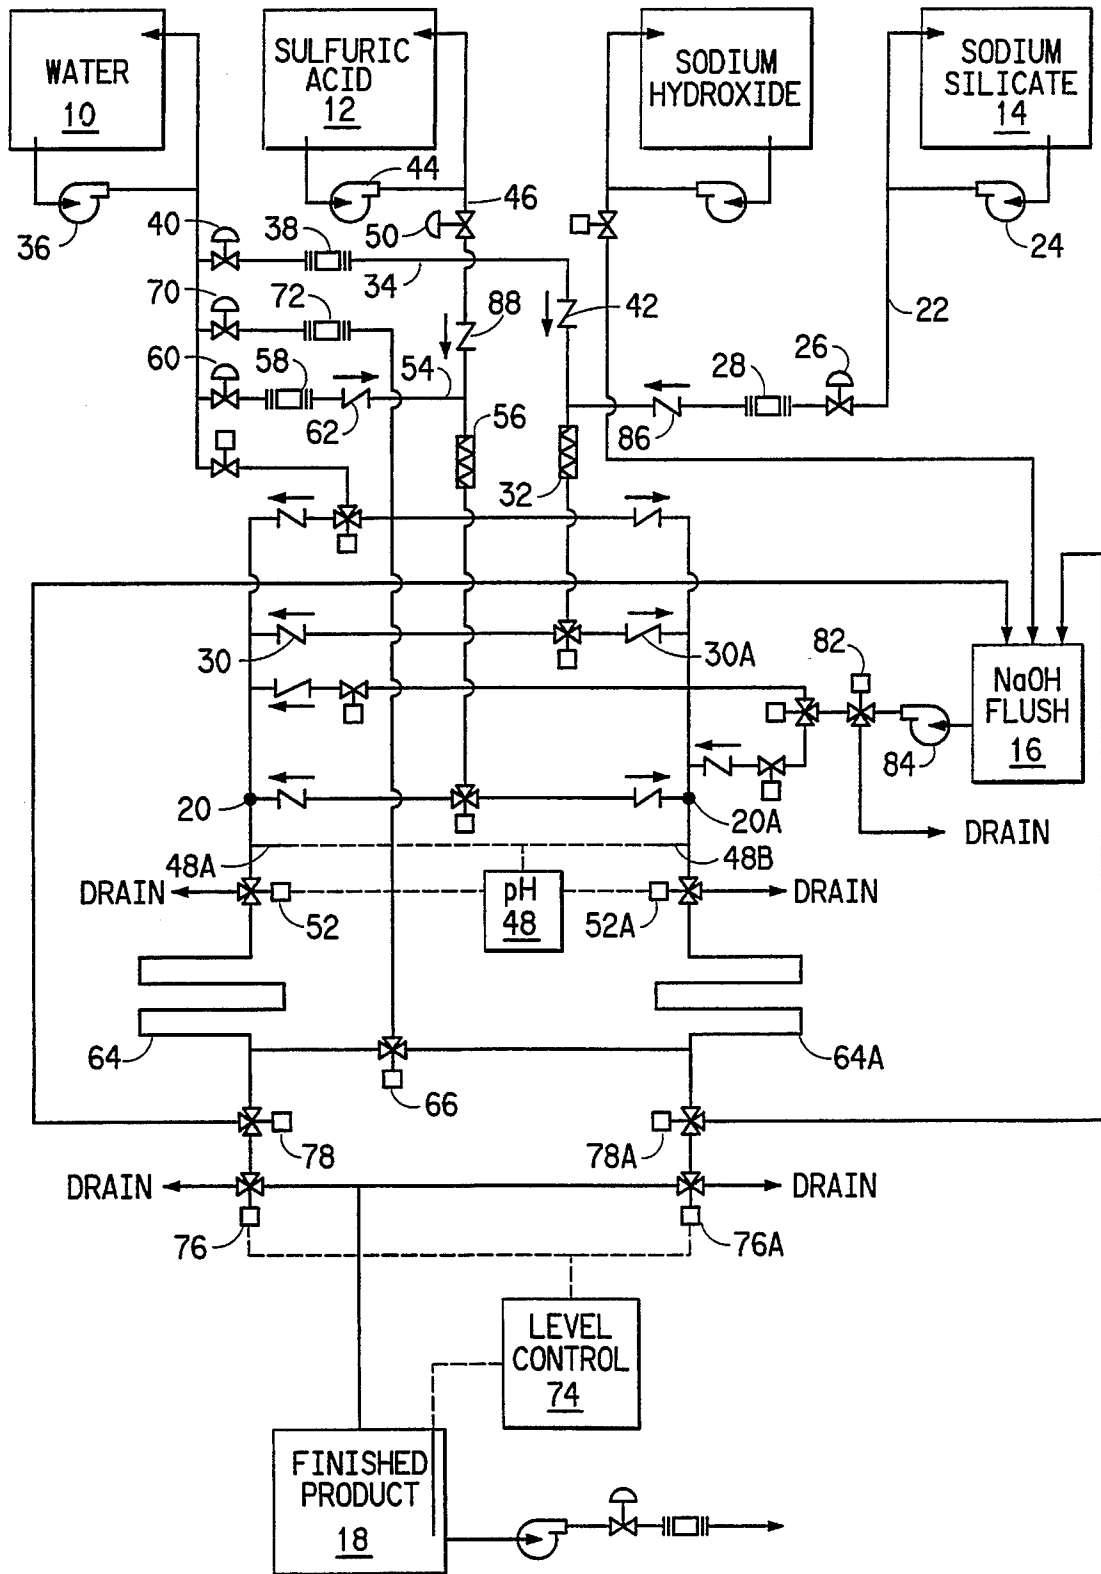 WATER
10
SULFURIC
ACID
12
SODIUM
HYDROXIDE
SODIUM
SILICATE
14
36
40
44
46
50
38
34
24
70
72
88
42
22
60
58
54
26
28
62
56
86
32
30
30A
82
NaOH
FLUSH
16
84
20
20A
DRAIN
48A
48B
DRAIN
52
pH
48
52A
DRAIN
64
64A
66
78
78A
DRAIN
DRAIN
76
76A
LEVEL
CONTROL
74
FINISHED
PRODUCT
18